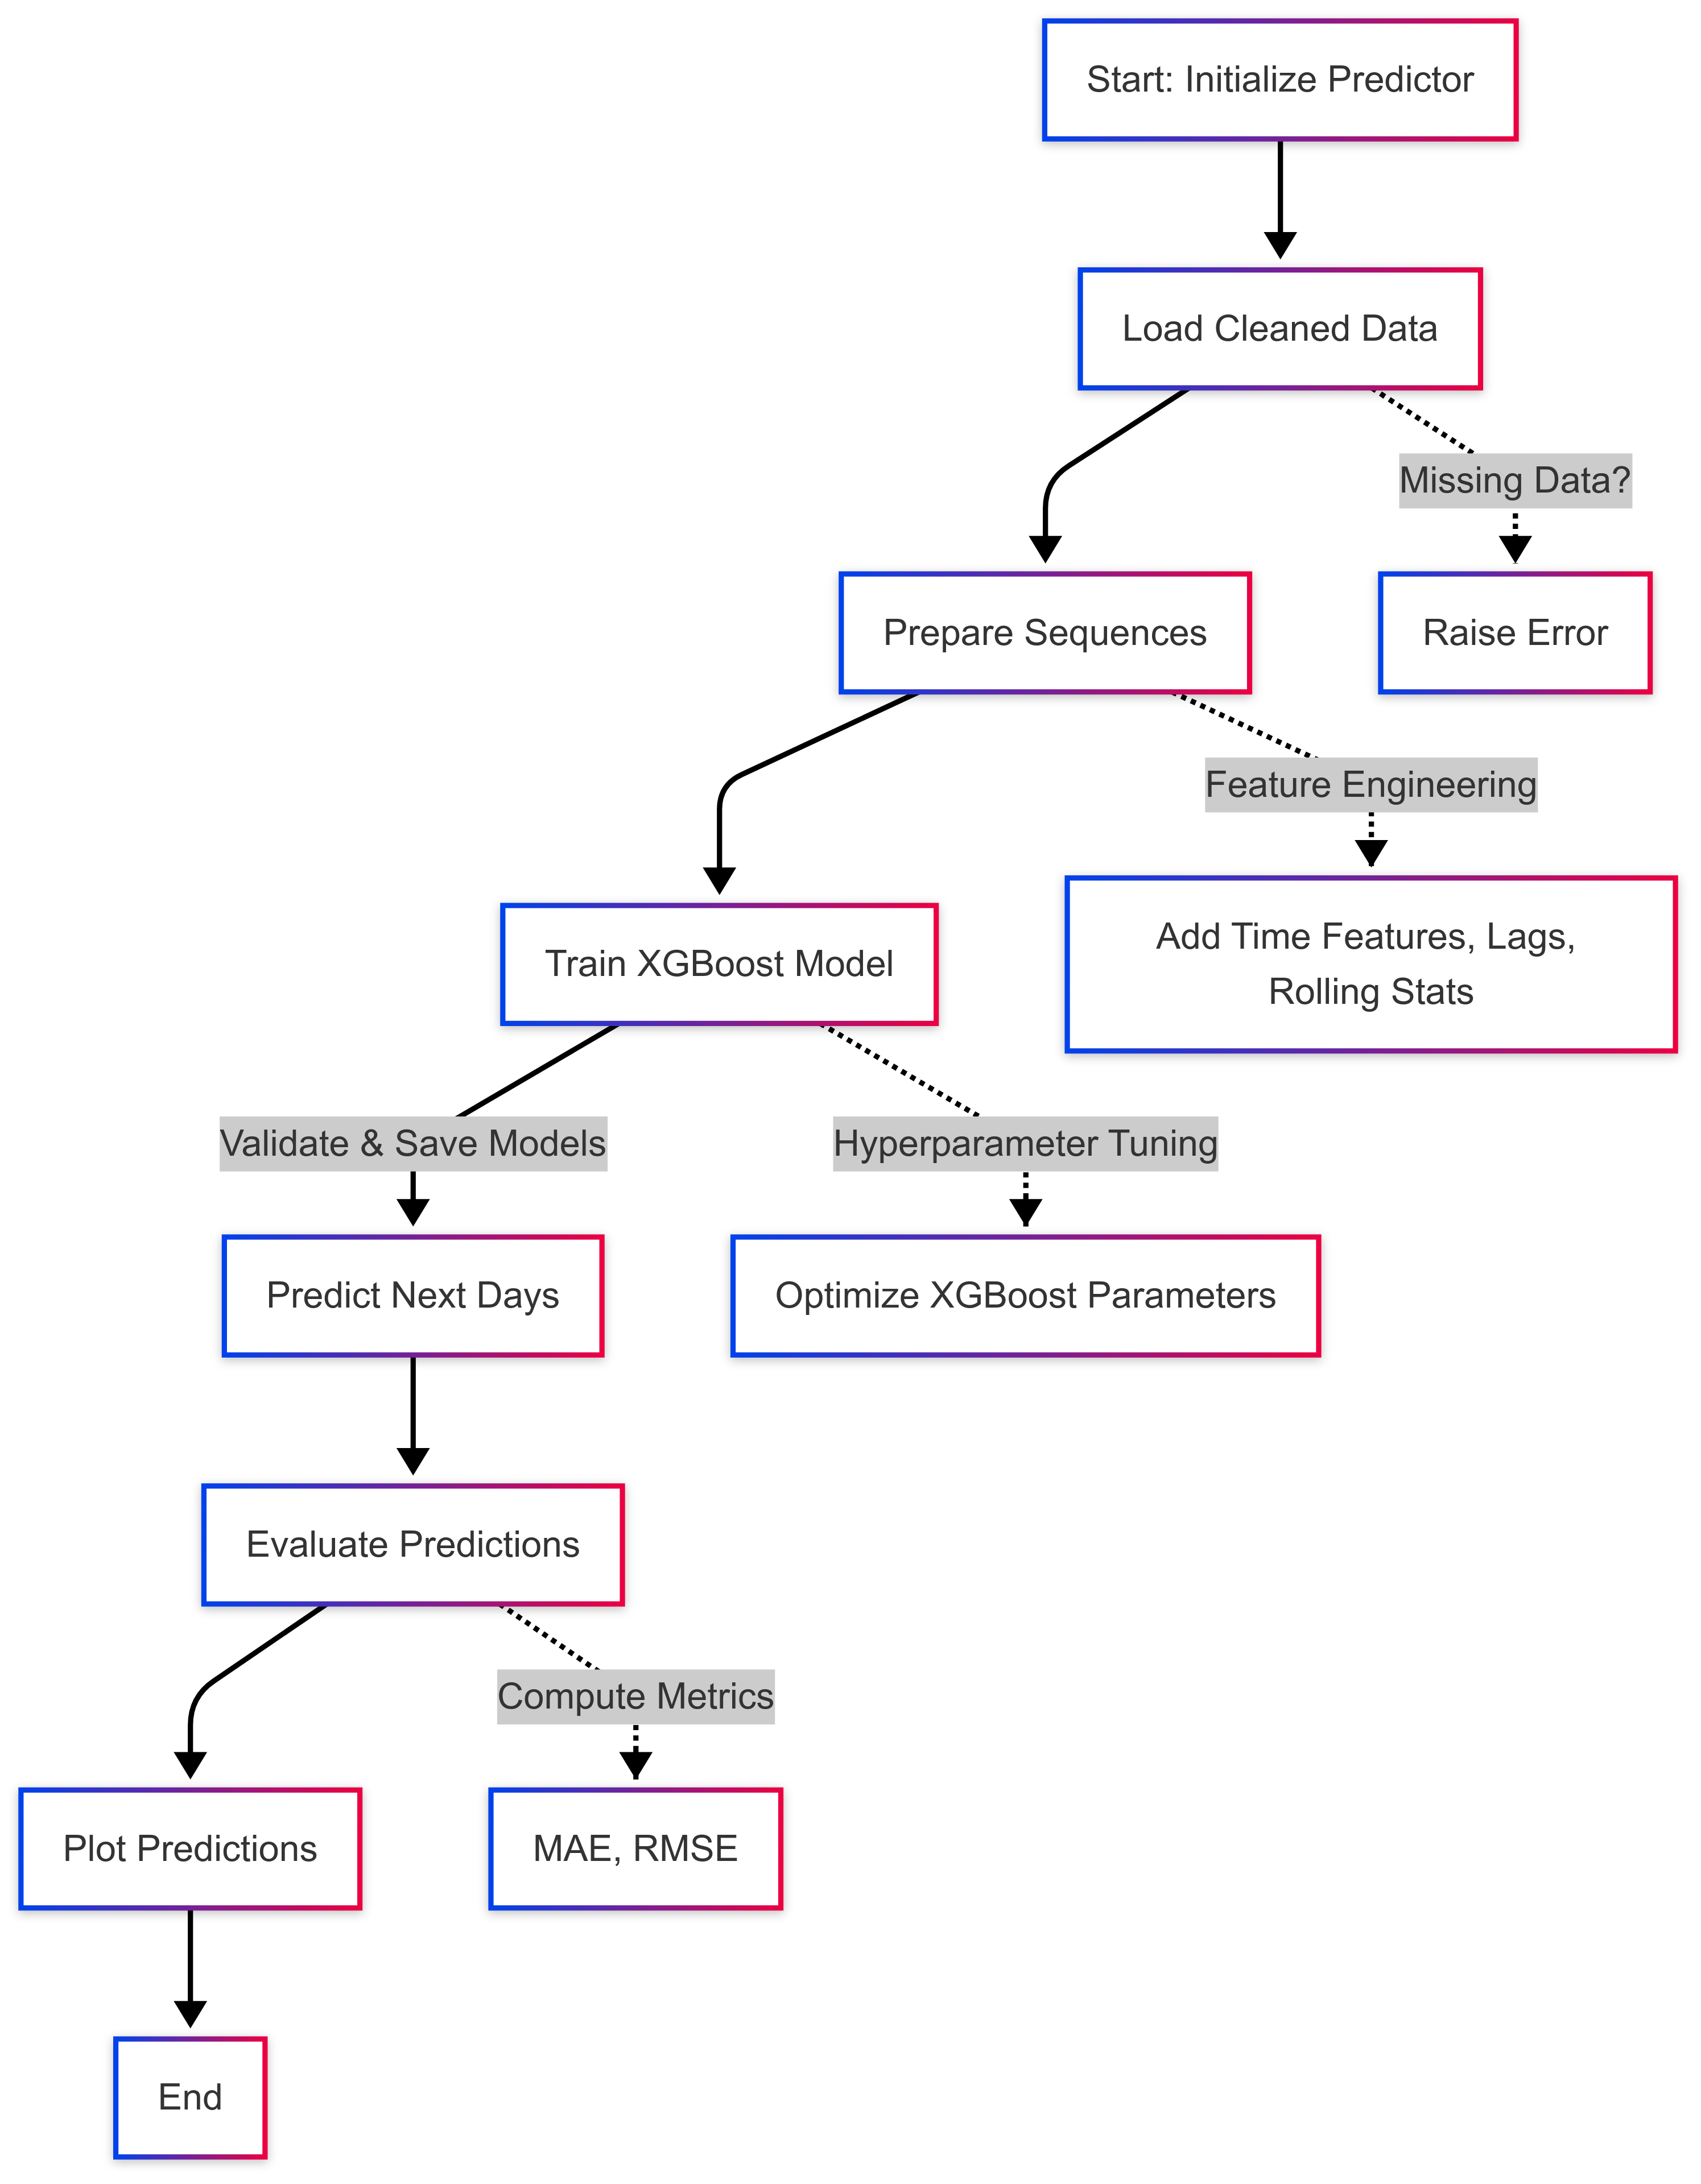 Start: Initialize Predictor
Load Cleaned Data
Missing Data?
Prepare Sequences
Raise Error
Feature Engineering
Train XGBoost Model
Add Time Features, Lags,
Rolling Stats
Validate & Save Models
Hyperparameter Tuning
Predict Next Days
Optimize XGBoost Parameters
Evaluate Predictions
Compute Metrics
Plot Predictions
MAE, RMSE
End